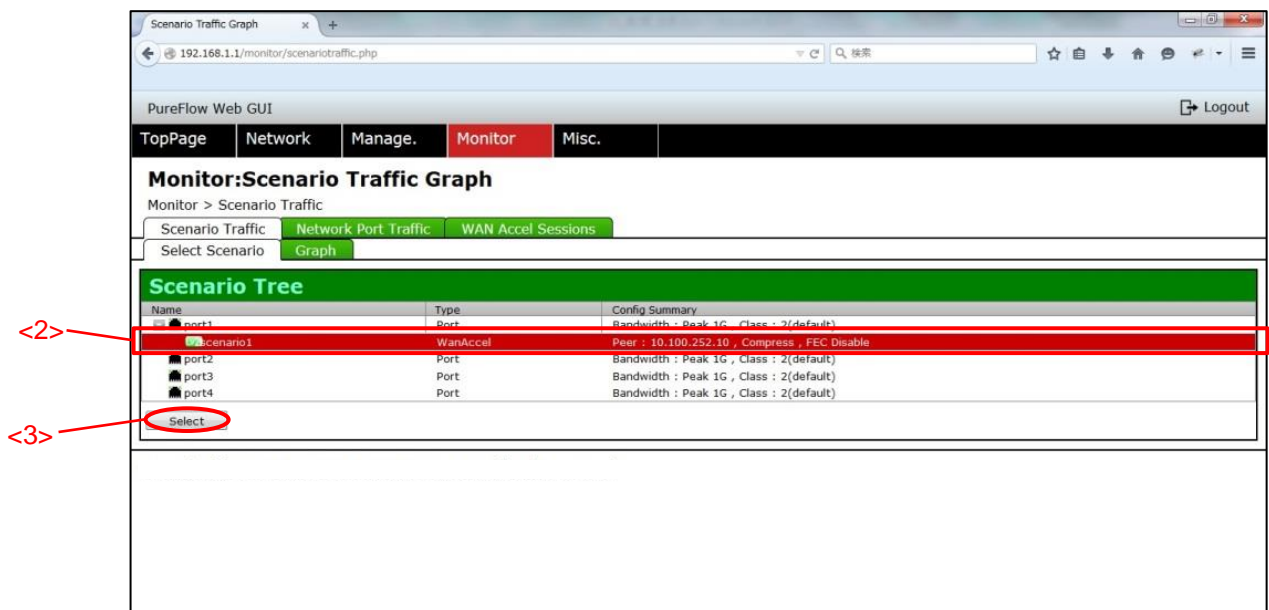 Scenario Traffic Graph x +
192.168.1.1/monitor/scenariotraffic.php 検索
PureFlow Web GUI Logout
TopPage Network Manage. Monitor Misc.
Monitor:Scenario Traffic Graph
Monitor > Scenario Traffic
Scenario Traffic Network Port Traffic WAN Accel Sessions
Select Scenario Graph
Scenario Tree
Name Type Config Summary
port1 Port Bandwidth : Peak 1G , Class : 2(default)
<2> scenario1 WanAccel Peer : 10.100.252.10 , Compress , FEC Disable
port2 Port Bandwidth : Peak 1G , Class : 2(default)
port3 Port Bandwidth : Peak 1G , Class : 2(default)
port4 Port Bandwidth : Peak 1G , Class : 2(default)
<3> Select